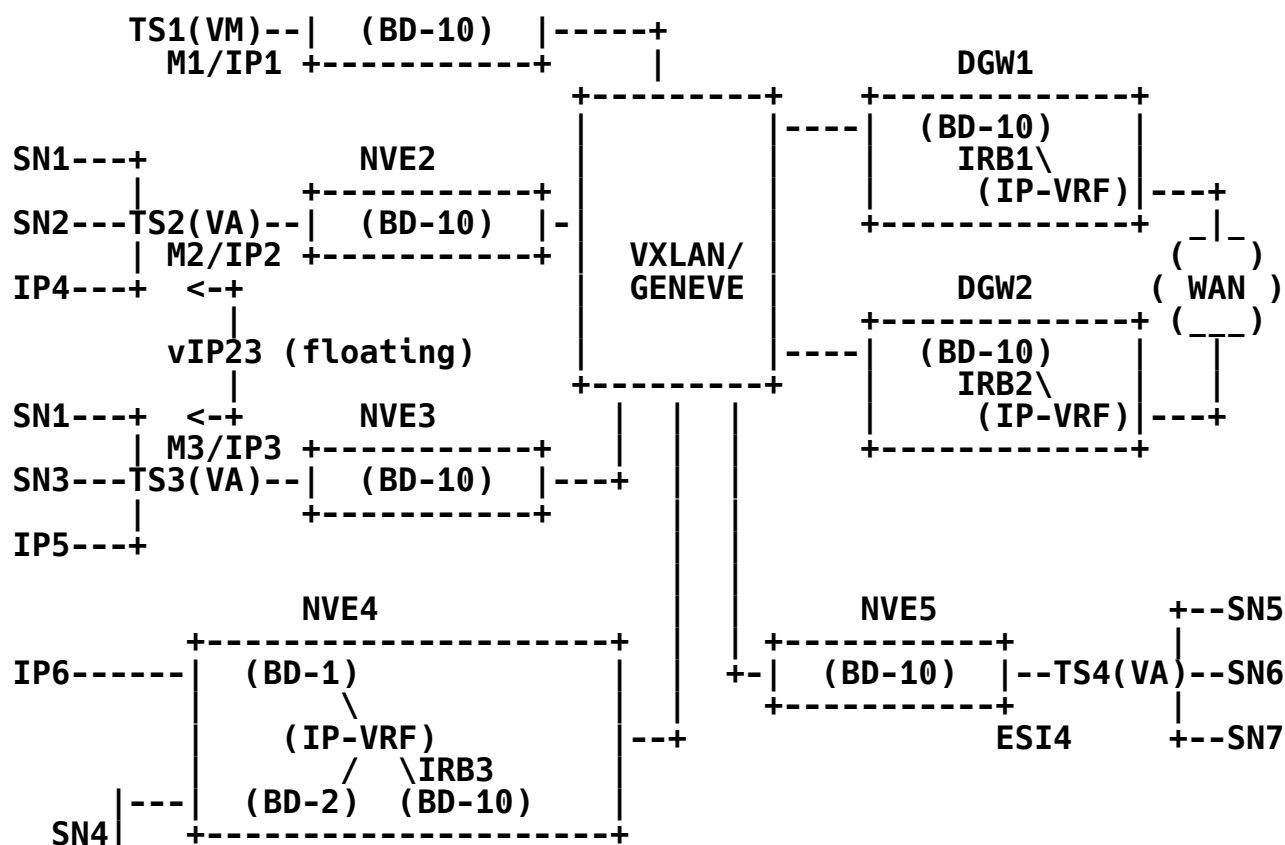 TS1(VM)--|  (BD-10)  |-----+
M1/IP1 +-----------+     |               DGW1
+---------+    +-------------+
|         |----|  (BD-10)    |
SN1---+           NVE2          |         |    |    IRB1\    |
|        +-----------+  |         |    |     (IP-VRF)|---+
SN2---TS2(VA)--|  (BD-10)  |-|         |    +-------------+  _|_
| M2/IP2 +-----------+  |  VXLAN/ |                    (   )
IP4---+  <-+                    |  GENEVE |         DGW2       ( WAN )
|                    |         |    +-------------+ (___)
vIP23 (floating)          |         |----|  (BD-10)    |   |
|                    +---------+    |    IRB2\    |   |
SN1---+  <-+      NVE3           |  |  |       |     (IP-VRF)|---+
| M3/IP3 +-----------+    |  |  |       +-------------+
SN3---TS3(VA)--|  (BD-10)  |---+  |  |
|        +-----------+       |  |
IP5---+                            |  |
|  |
NVE4                   |  |      NVE5            +--SN5
+---------------------+   |  | +-----------+        |
IP6------|  (BD-1)             |   |  +-|  (BD-10)  |--TS4(VA)--SN6
|       \             |   |    +-----------+        |
|    (IP-VRF)         |---+                ESI4     +--SN7
|       /  \IRB3      |
|---|  (BD-2)  (BD-10)    |
SN4|   +---------------------+